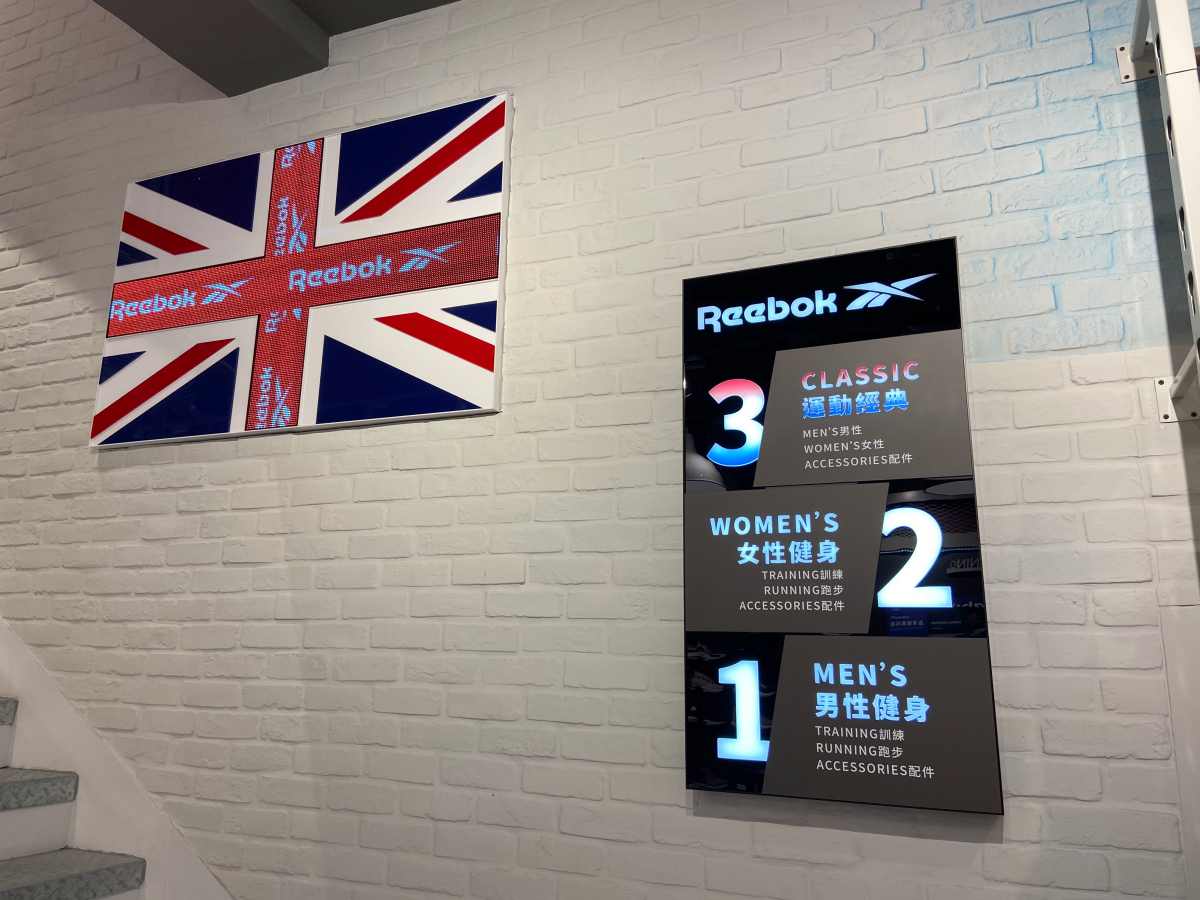 Reebok
Reebok
Reebok
CLASSIC
運動經典
3
MEN'S男性
WOMEN'S女性
ACCESSORIES配件
WOMEN'S
女性健身
2
TRAINING訓練
RUNNING跑步
ACCESSORIES配件
1
MEN'S
男性健身
TRAINING訓練
RUNNING跑步
ACCESSORIES配件